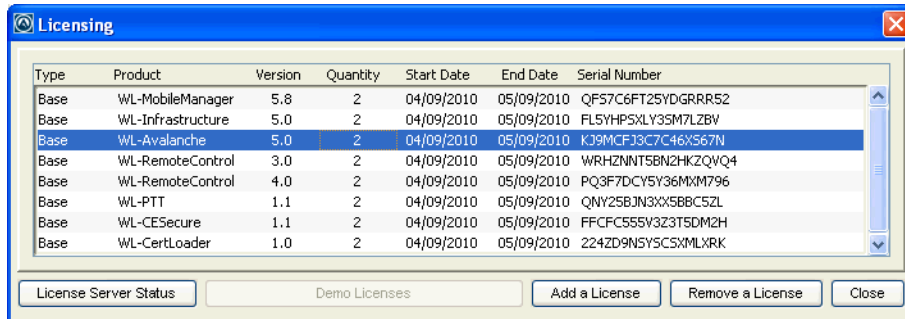 Licensing
Type Product Version Quantity Start Date End Date Serial Number
Base WL-MobileManager 5.8 2 04/09/2010 05/09/2010 QFS7C6FT25YDGRRR52
Base WL-Infrastructure 5.0 2 04/09/2010 05/09/2010 FL5YHPSXLY3SM7LZBV
Base WL-Avalanche 5.0 2 04/09/2010 05/09/2010 KJ9MCFJ3C7C46XS67N
Base WL-RemoteControl 3.0 2 04/09/2010 05/09/2010 WRHZNNT5BN2HKZQVQ4
Base WL-RemoteControl 4.0 2 04/09/2010 05/09/2010 PQ3F7DCY5Y36MXM796
Base WL-PTT 1.1 2 04/09/2010 05/09/2010 QNY25BJN3XX5BBC5ZL
Base WL-CESecure 1.1 2 04/09/2010 05/09/2010 FFCFC555V3Z3T5DM2H
Base WL-CertLoader 1.0 2 04/09/2010 05/09/2010 224ZD9NSYSCSXMLXRK
License Server Status Demo Licenses Add a License Remove a License Close